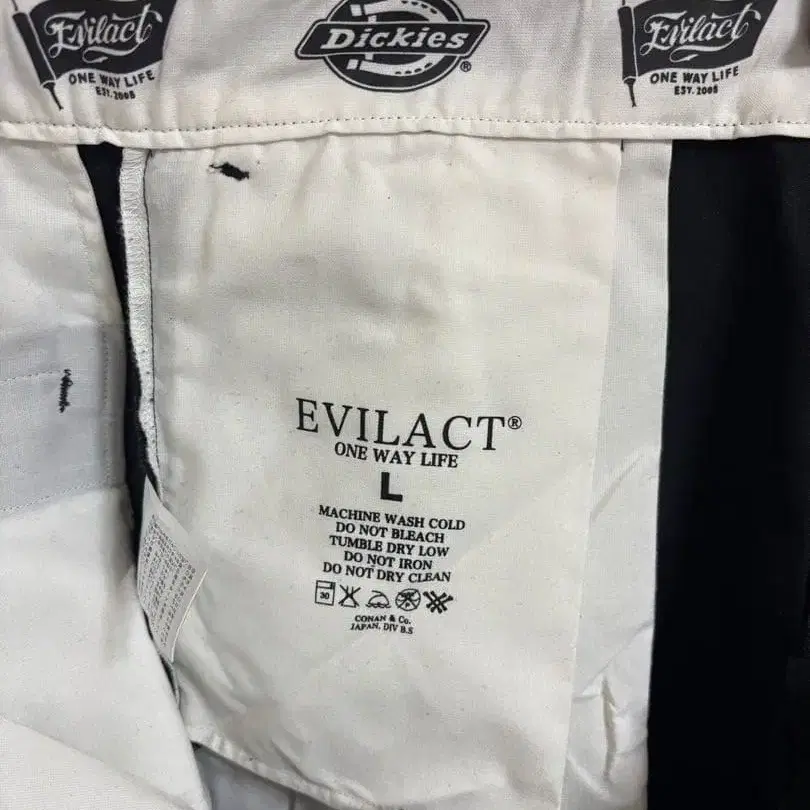 Evilact
ONE WAY LIFE
EST. 2008
Dickies®
Evilact
ONE WAY LIFE
EST. 2008
EVILACT®
ONE WAY LIFE
L
MACHINE WASH COLD
DO NOT BLEACH
TUMBLE DRY LOW
DO NOT IRON
DO NOT DRY CLEAN
30
CONAN & Co.
JAPAN, DIV B.S